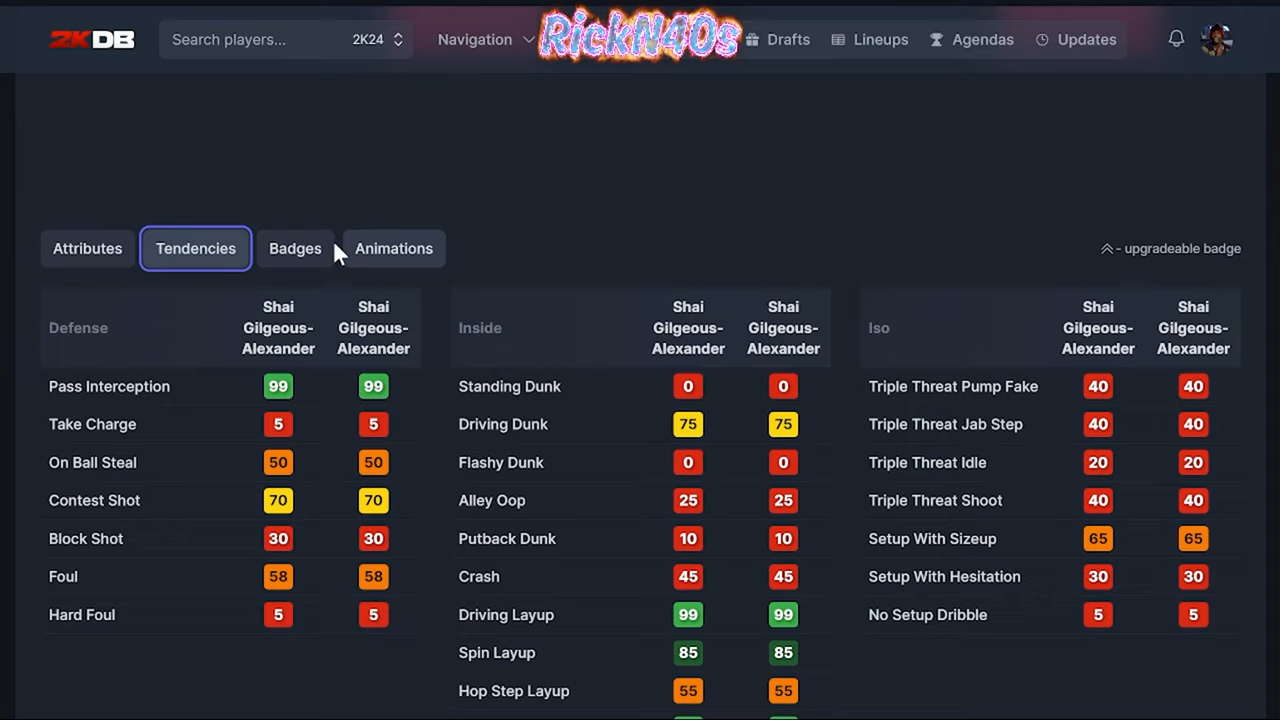 2KDB Search players... 2K24 Navigation RickN40s Drafts Lineups Agendas Updates
Attributes Tendencies Badges Animations - upgradeable badge
Defense Shai Gilgeous-Alexander Shai Gilgeous-Alexander
Pass Interception 99 99
Take Charge 5 5
On Ball Steal 50 50
Contest Shot 70 70
Block Shot 30 30
Foul 58 58
Hard Foul 5 5
Inside Shai Gilgeous-Alexander Shai Gilgeous-Alexander
Standing Dunk 0 0
Driving Dunk 75 75
Flashy Dunk 0 0
Alley Oop 25 25
Putback Dunk 10 10
Crash 45 45
Driving Layup 99 99
Spin Layup 85 85
Hop Step Layup 55 55
Iso Shai Gilgeous-Alexander Shai Gilgeous-Alexander
Triple Threat Pump Fake 40 40
Triple Threat Jab Step 40 40
Triple Threat Idle 20 20
Triple Threat Shoot 40 40
Setup With Sizeup 65 65
Setup With Hesitation 30 30
No Setup Dribble 5 5